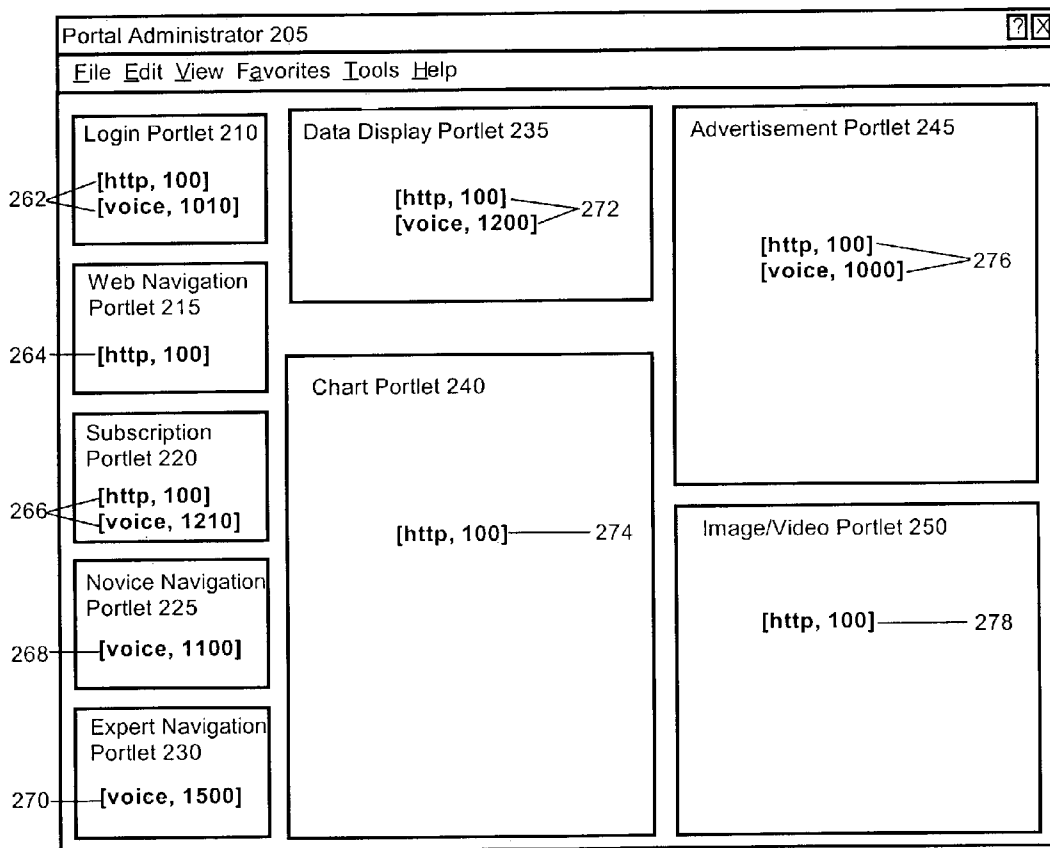 Portal Administrator 205
? X
File Edit View Favorites Tools Help
Login Portlet 210
[http, 100]
[voice, 1010]
262
Web Navigation
Portlet 215
[http, 100]
264
Subscription
Portlet 220
[http, 100]
[voice, 1210]
266
Novice Navigation
Portlet 225
[voice, 1100]
268
Expert Navigation
Portlet 230
[voice, 1500]
270
Data Display Portlet 235
[http, 100]
[voice, 1200]
272
Chart Portlet 240
[http, 100]
274
Advertisement Portlet 245
[http, 100]
[voice, 1000]
276
Image/Video Portlet 250
[http, 100]
278